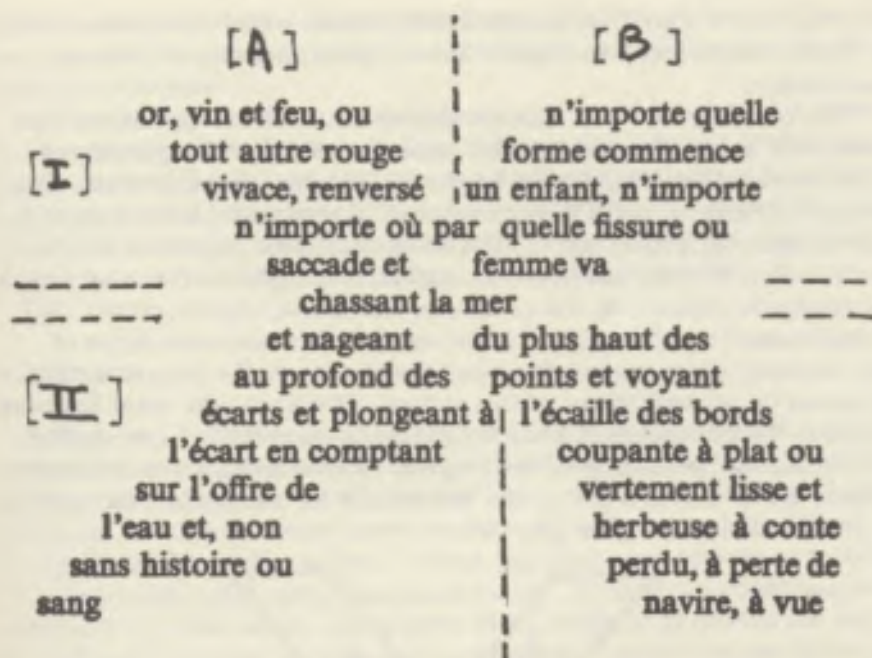 [A] [B]
or, vin et feu, ou n'importe quelle
tout autre rouge forme commence
[I] vivace, renversé un enfant, n'importe
n'importe où par quelle fissure ou
saccade et femme va
chassant la mer
et nageant du plus haut des
[II] au profond des points et voyant
écarts et plongeant à l'écaille des bords
l'écart en comptant coupante à plat ou
sur l'offre de vertement lisse et
l'eau et, non herbeuse à conte
sans histoire ou perdu, à perte de
sang navire, à vue